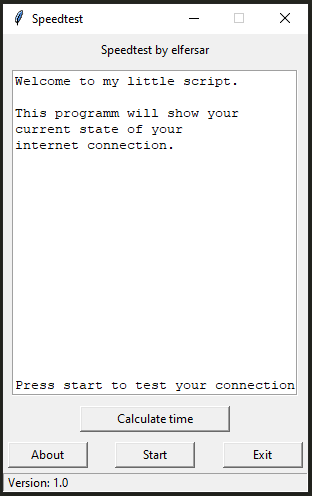 Speedtest
Speedtest by elfersar
Welcome to my little script.
This programm will show your
current state of your
internet connection.
Press start to test your connection
Calculate time
About
Start
Exit
Version: 1.0